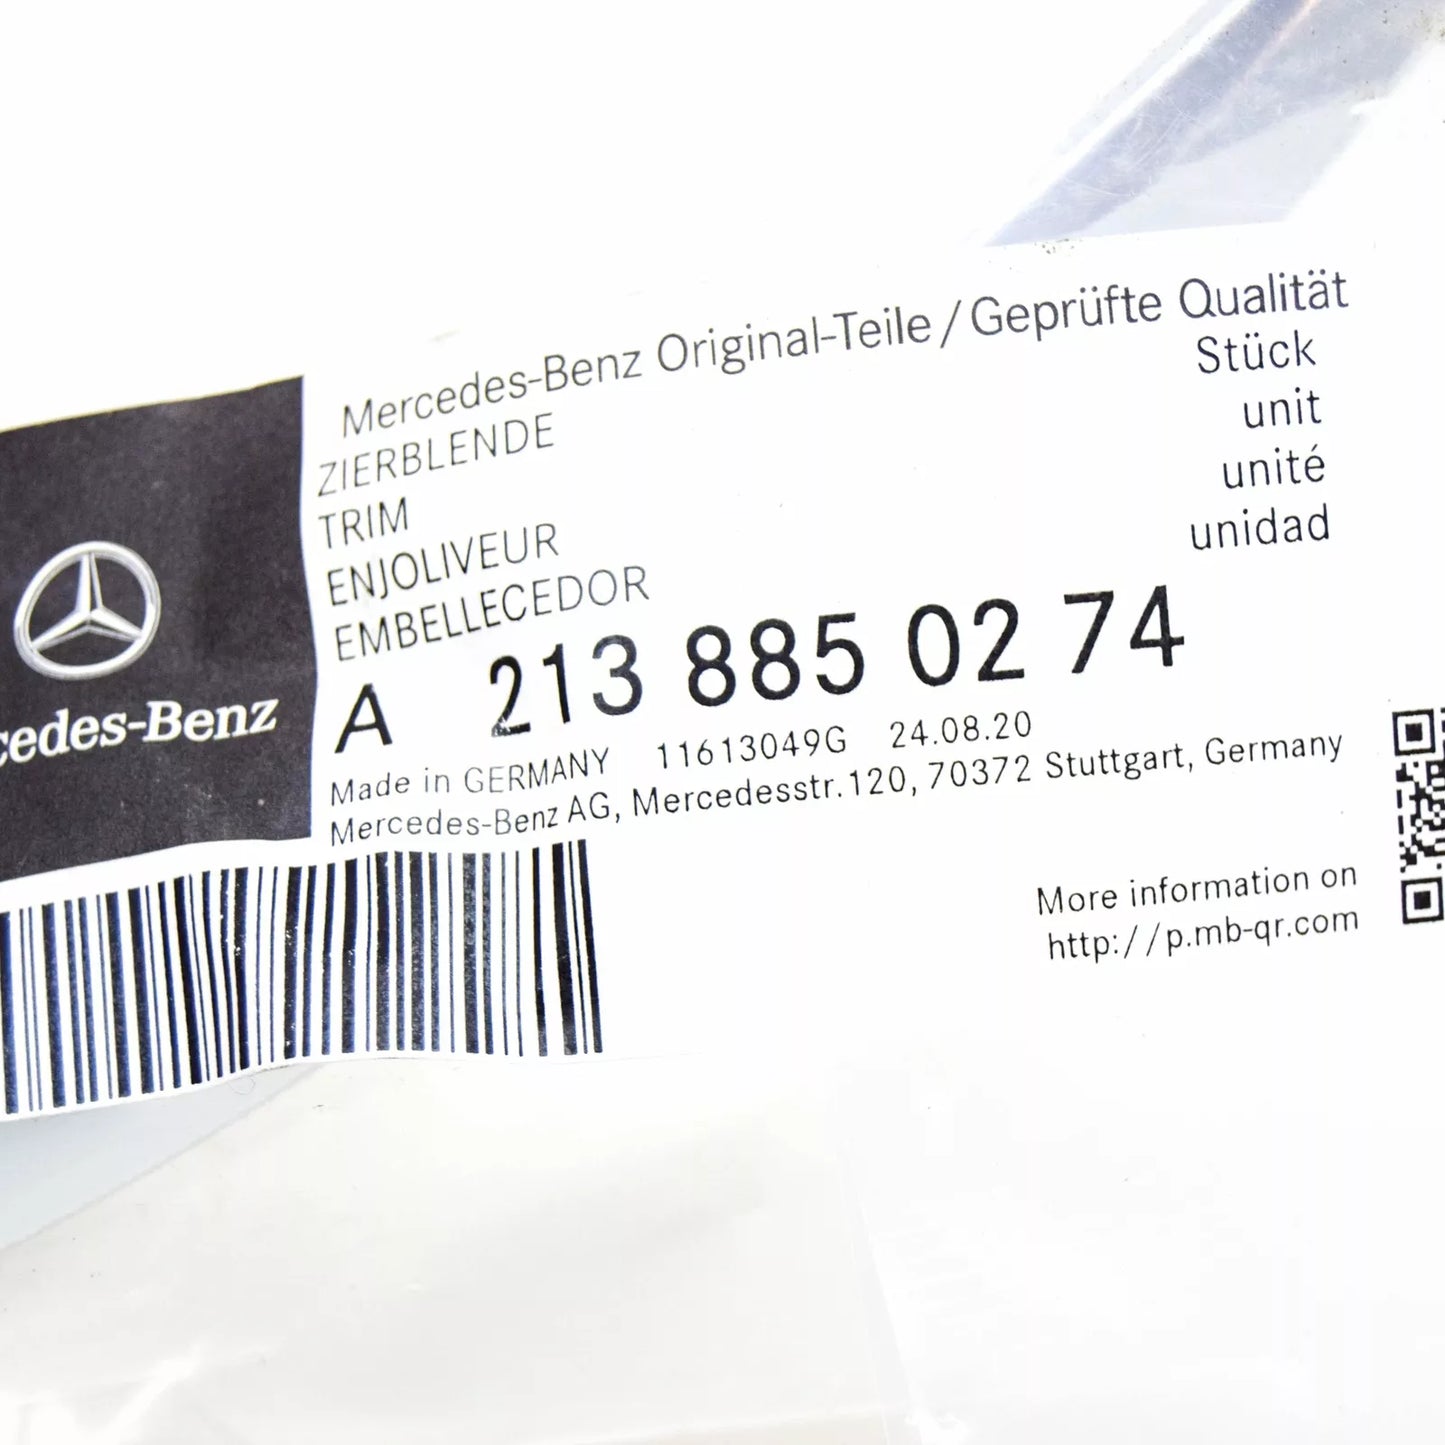 Mercedes-Benz Original-Teile / Geprüfte Qualität
ZIERBLENDE
TRIM
ENJOLIVEUR
EMBELLECEDOR
Stück
unit
unité
unidad
A 213 885 02 74
Made in GERMANY 11613049G 24.08.20
Mercedes-Benz AG, Mercedesstr. 120, 70372 Stuttgart, Germany
More information on
http://p.mb-qr.com
cedes-Benz